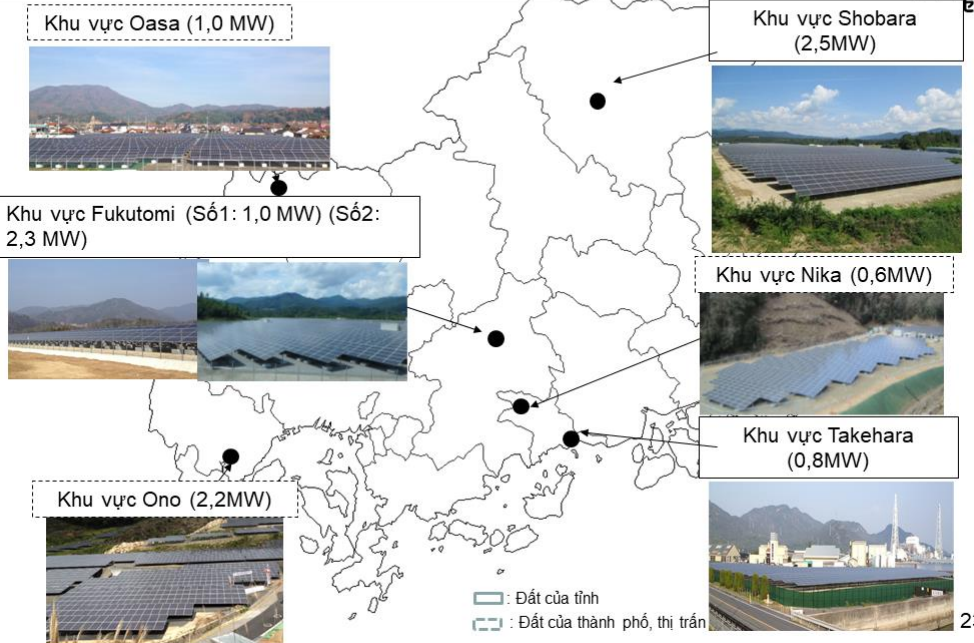 Khu vực Oasa (1,0 MW)
Khu vực Shobara
(2,5MW)
Khu vực Fukutomi (Số1: 1,0 MW) (Số2:
2,3 MW)
Khu vực Nika (0,6MW)
Khu vực Takehara
(0,8MW)
Khu vực Ono (2,2MW)
: Đất của tỉnh
: Đất của thành phố, thị trấn